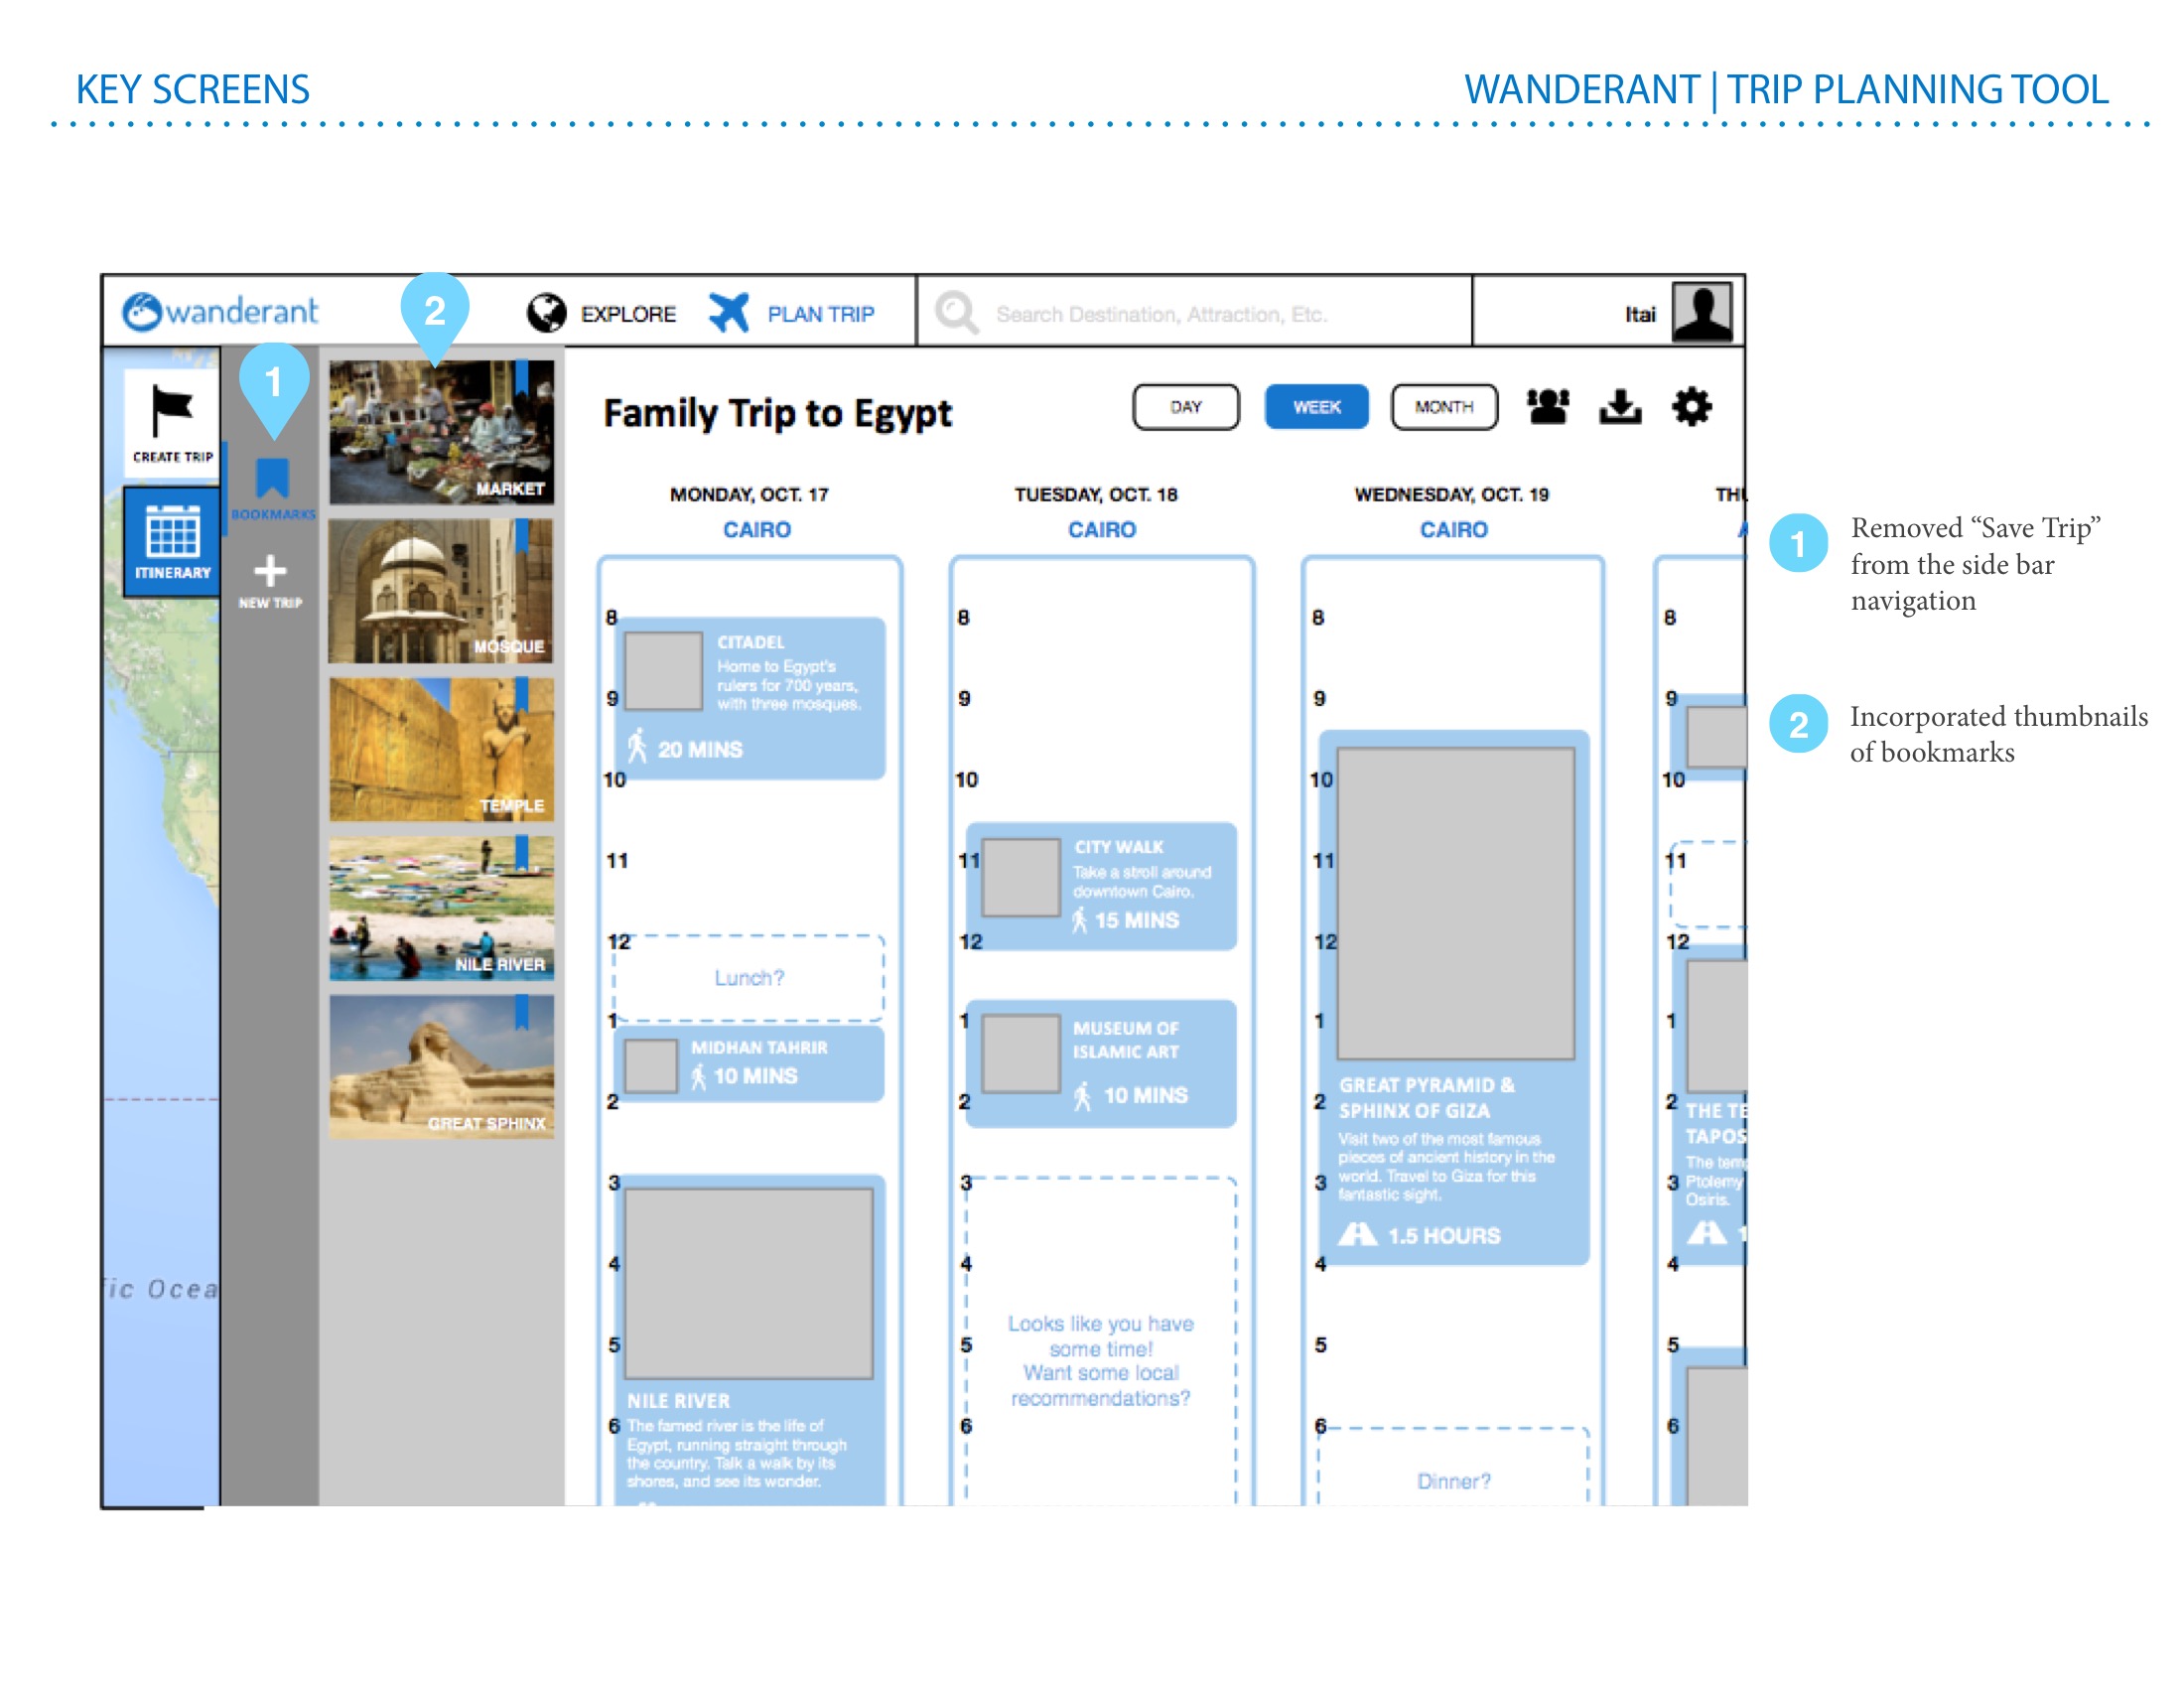 KEY SCREENS
WANDERANT | TRIP PLANNING TOOL
wanderant
2
EXPLORE
PLAN TRIP
Search Destination, Attraction, Etc.
Itai
1
CREATE TRIP
ITINERARY
BOOKMARKS
NEW TRIP
MARKET
MOSQUE
TEMPLE
NILE RIVER
GREAT SPHINX
fic Ocea
Family Trip to Egypt
DAY
WEEK
MONTH
MONDAY, OCT. 17
CAIRO
8
CITADEL
Home to Egypt's
rulers for 700 years,
with three mosques.
9
20 MINS
10
11
12
Lunch?
1
MIDHAN TAHRIR
10 MINS
2
3
4
5
NILE RIVER
6
The famed river is the life of
Egypt, running straight through
the country. Talk a walk by its
shores, and see its wonder.
TUESDAY, OCT. 18
CAIRO
8
9
10
CITY WALK
11
Take a stroll around
downtown Cairo.
15 MINS
12
1
MUSEUM OF
ISLAMIC ART
10 MINS
2
3
4
Looks like you have
some time!
5
Want some local
recommendations?
6
WEDNESDAY, OCT. 19
CAIRO
8
9
10
11
12
1
GREAT PYRAMID &
2
SPHINX OF GIZA
Visit two of the most famous
pieces of ancient history in the
world. Travel to Giza for this
3
fantastic sight.
1.5 HOURS
4
5
6
Dinner?
THU
8
9
10
11
12
1
2
THE TE
TAPOS
The temp
3
Ptolemy
Osiris.
1
4
5
6
1
Removed “Save Trip”
from the side bar
navigation
2
Incorporated thumbnails
of bookmarks